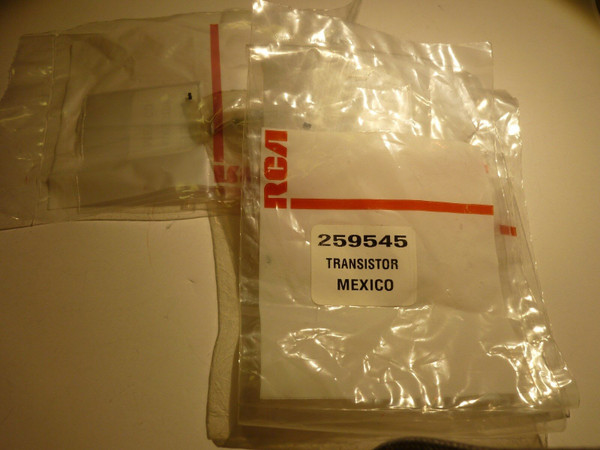 RCA
259545
TRANSISTOR
MEXICO